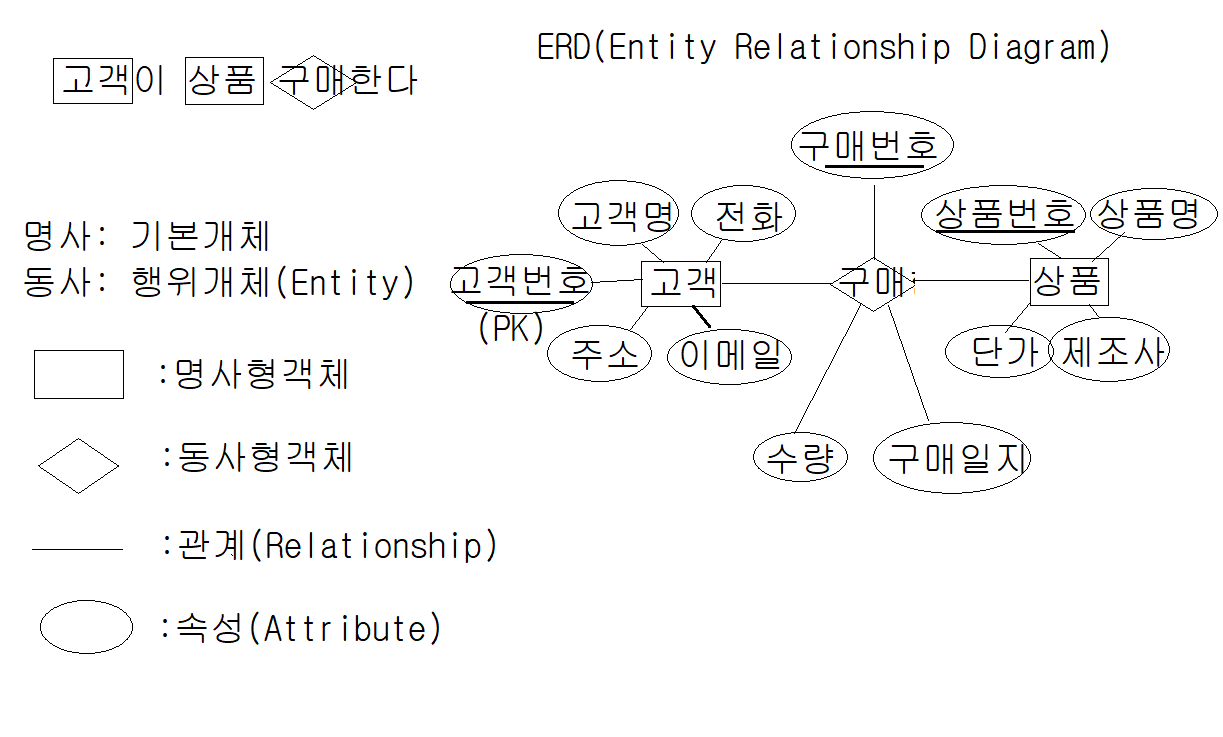 ERD(Entity Relationship Diagram)
고객이 상품 구매한다
명사: 기본개체
동사: 행위개체(Entity)
:명사형객체
:동사형객체
:관계(Relationship)
:속성(Attribute)
구매번호
고객명
전화
상품번호
상품명
고객번호
(PK)
고객
구매
상품
주소
이메일
단가
제조사
수량
구매일지